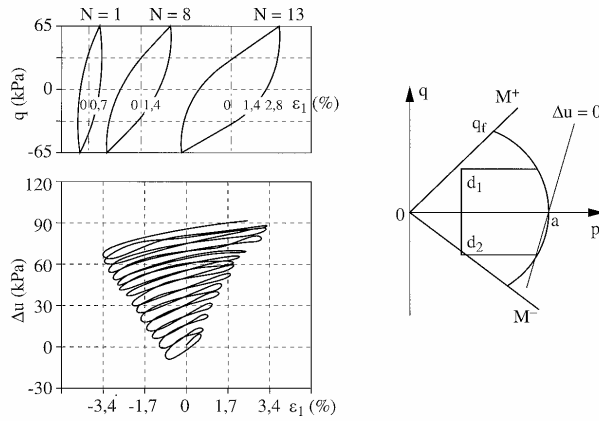 N = 1 N = 8 N = 13
65
0
-65
q (kPa)
0 0,7 0 1,4 0 1,4 2,8 ε1 (%)
120
90
60
30
0
-30
Δu (kPa)
-3,4 -1,7 0 1,7 3,4 ε1 (%)
q
M+
Δu = 0
qf
d1
0
a
p
d2
M−